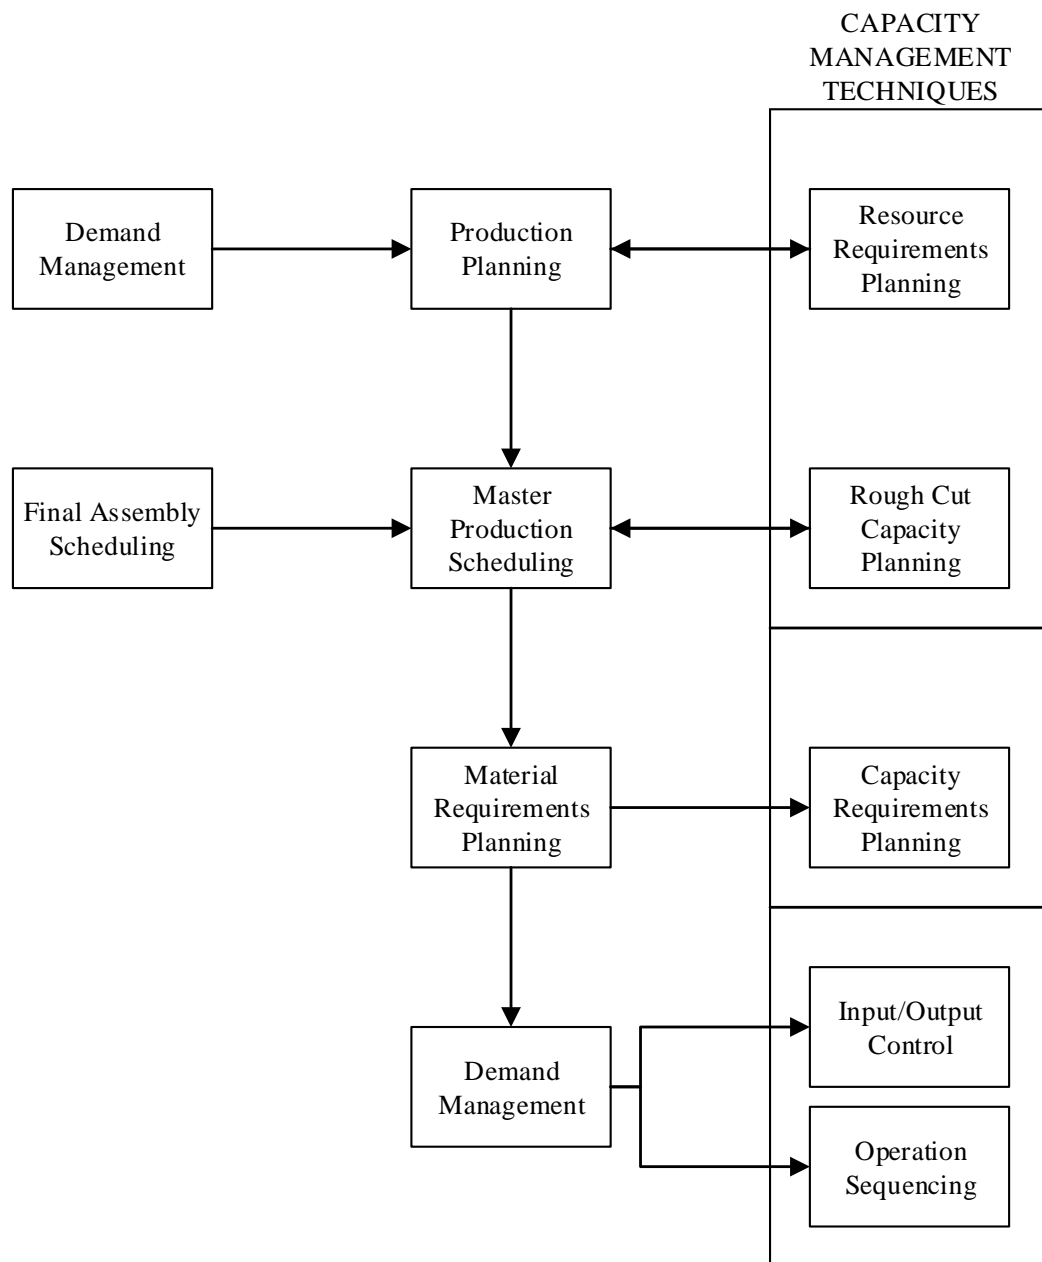 CAPACITY
MANAGEMENT
TECHNIQUES
Demand
Management
Production
Planning
Resource
Requirements
Planning
Final Assembly
Scheduling
Master
Production
Scheduling
Rough Cut
Capacity
Planning
Material
Requirements
Planning
Capacity
Requirements
Planning
Demand
Management
Input/Output
Control
Operation
Sequencing